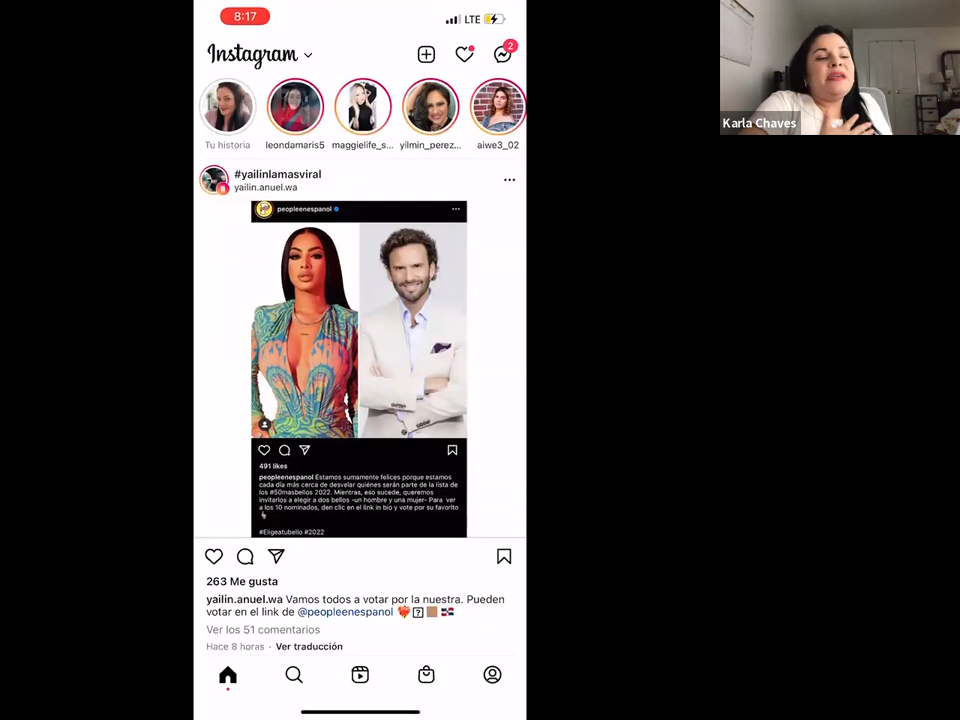 8:17
LTE
Instagram
2
Tu historia
leondamaris5
maggielife_s...
yilmin_perez...
aiwe3_02
#yailinlamasviral
yailin.anuel.wa
peopleenespanol
491 likes
peopleenespanol Estamos sumamente felices porque estamos
cada día más cerca de desvelar quiénes serán parte de la lista de
los #50masbellos 2022. Mientras, eso sucede, queremos
invitarlos a elegir a dos bellos -un hombre y una mujer- Para ver
a los 10 nominados, den clic en el link in bio y vote por su favorito
#Eligeatubello #2022
263 Me gusta
yailin.anuel.wa Vamos todos a votar por la nuestra. Pueden
votar en el link de @peopleenespanol
Ver los 51 comentarios
Hace 8 horas · Ver traducción
Karla Chaves